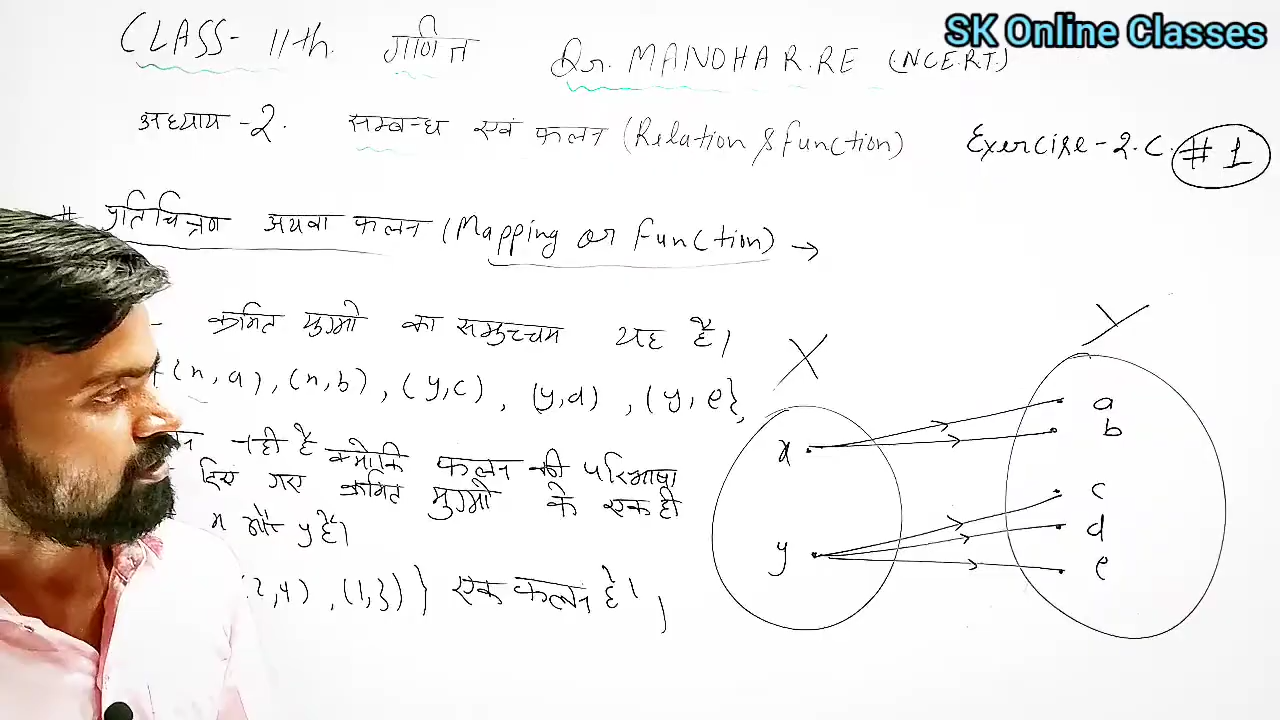 SK Online Classes
CLASS- 11th. गणित Dr. MANOHAR.RE (NCE.R.T.)
अध्याय -2. सम्बन्ध एवं फलन (Relation & function) Exercise-2.C. #1
# प्रतिचित्रण अथवा फलन (Mapping or function) →
क्रमित युग्मो का समुच्चय यह है।
(x, a), (x, b), (y, c), (y, d), (y, e},
नही है क्योकि फलन की परिभाषा
दिए गए क्रमित युग्मो के एक ही
x और y है।
2,4), (1,3)} एक फलन है।
X
Y
x
y
a
b
c
d
e